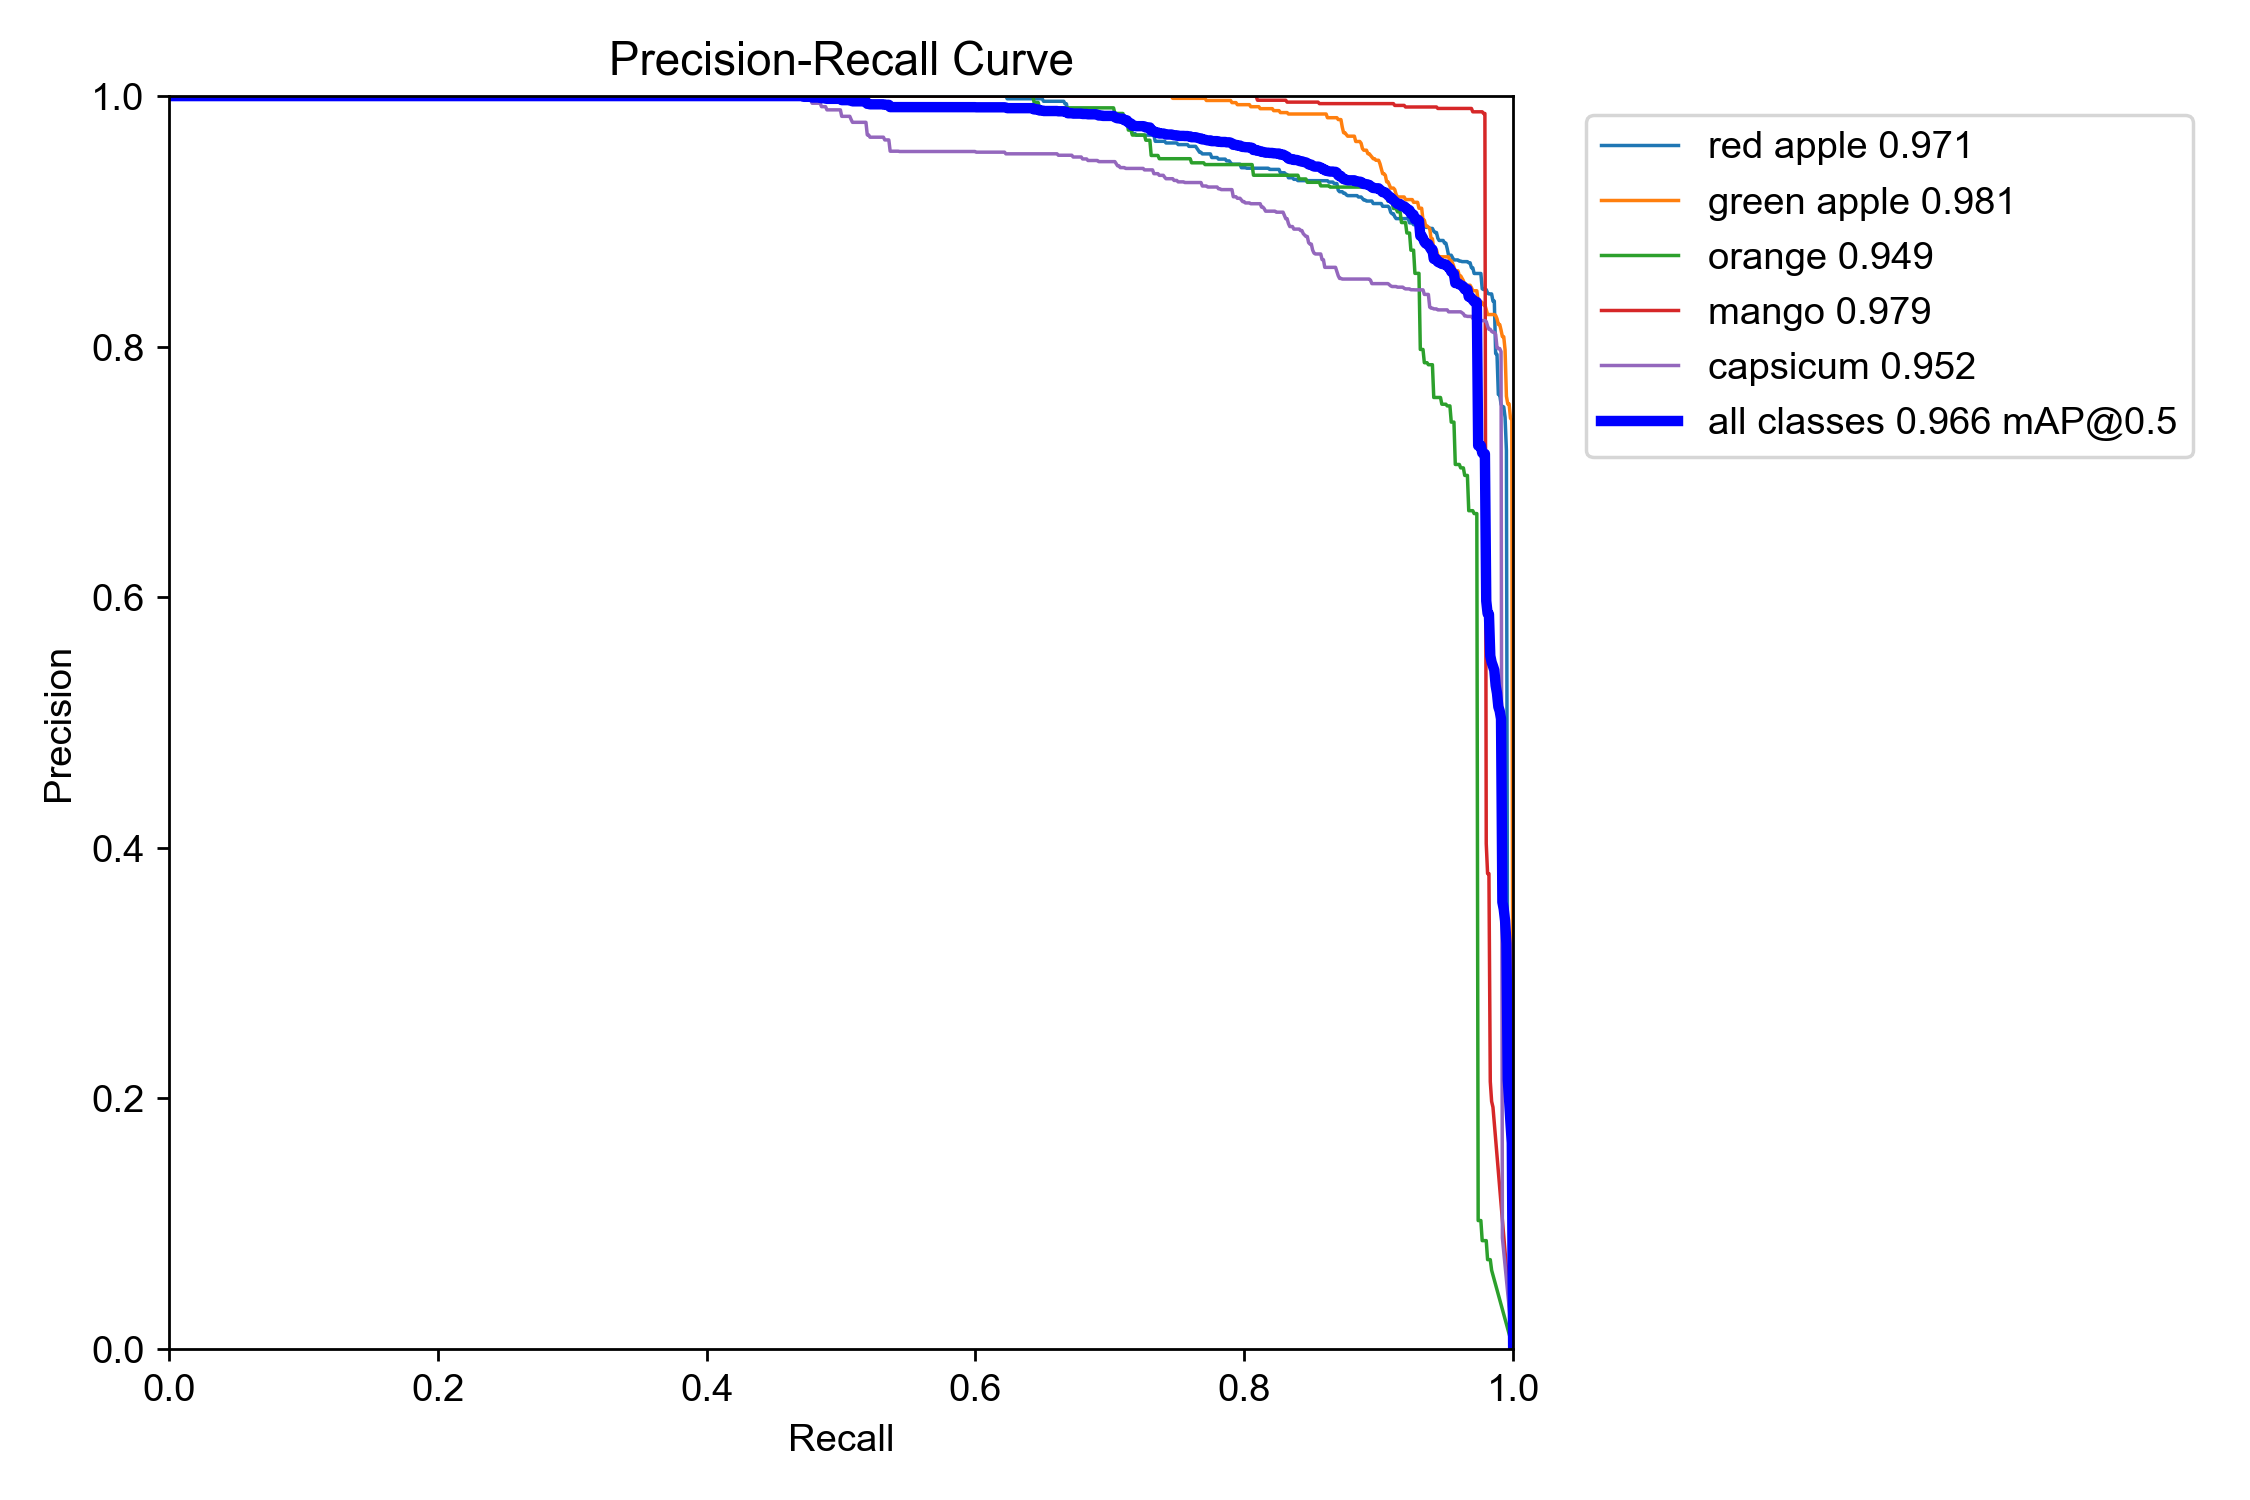 Precision-Recall Curve
1.0
0.8
0.6
0.4
0.2
0.0
Precision
0.0 0.2 0.4 0.6 0.8 1.0
Recall
red apple 0.971
green apple 0.981
orange 0.949
mango 0.979
capsicum 0.952
all classes 0.966 mAP@0.5